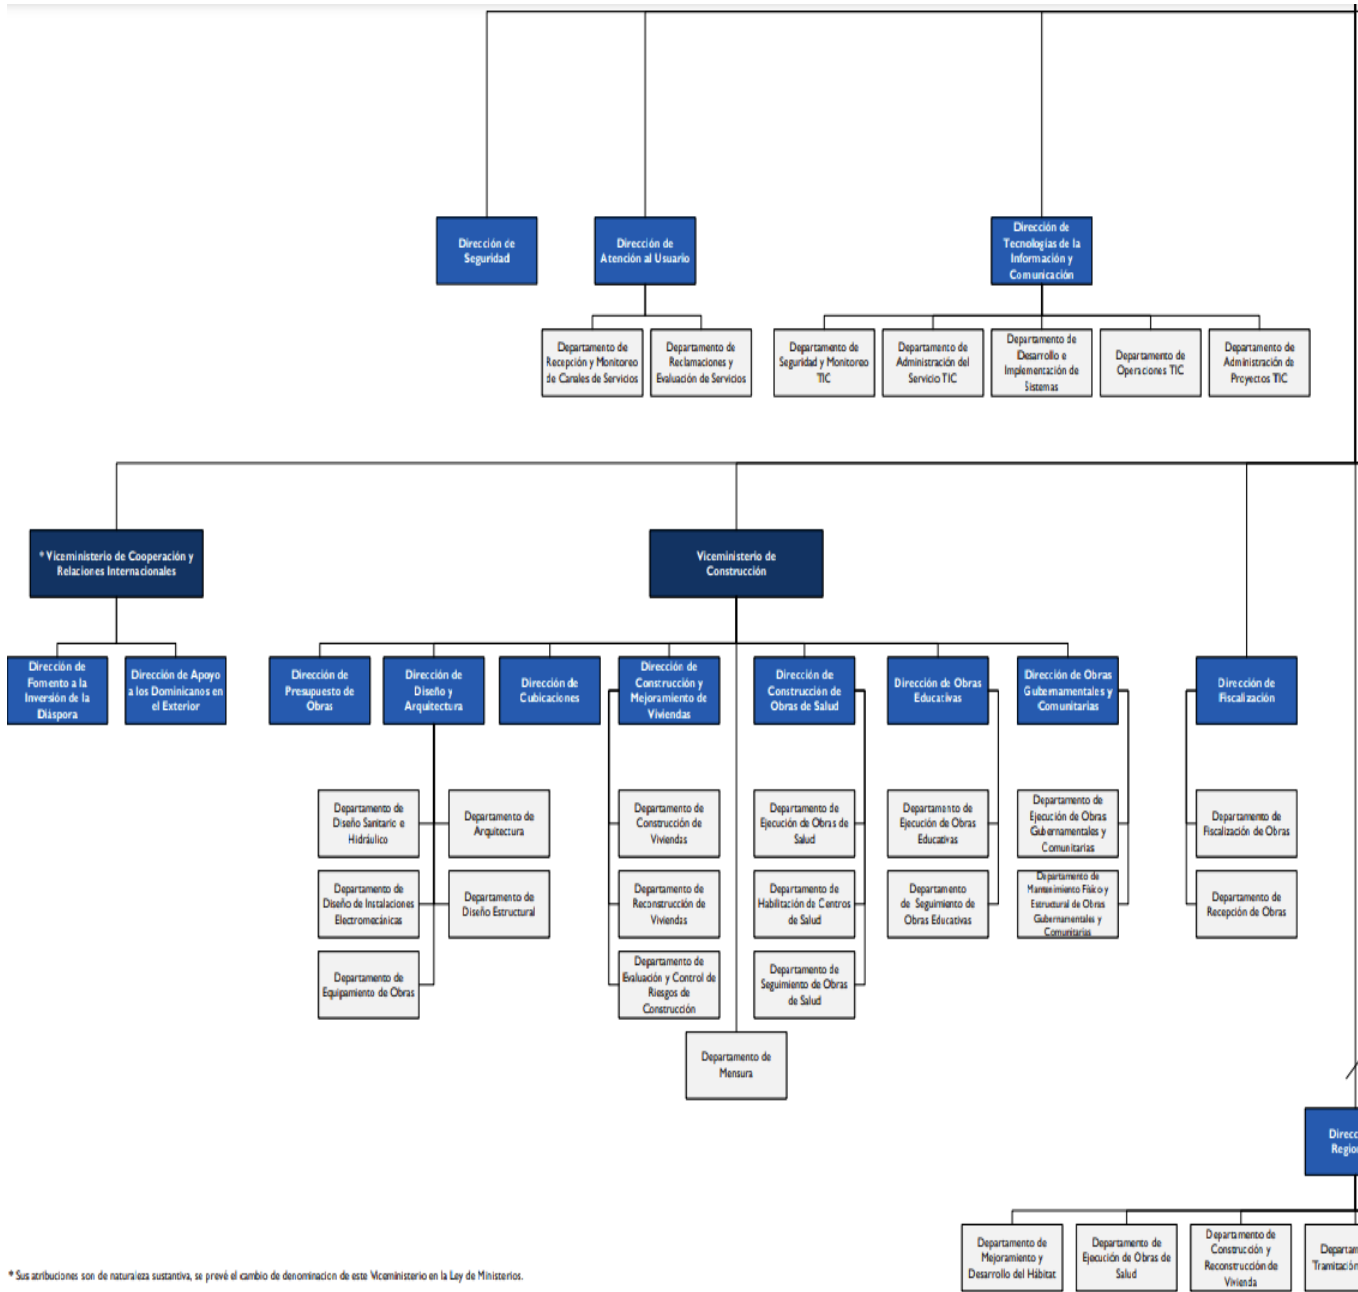 Dirección de
Seguridad
Dirección de
Atención al Usuario
Dirección de
Tecnologías de la
Información y
Comunicación
Departamento de
Recepción y Monitoreo
de Canales de Servicios
Departamento de
Reclamaciones y
Evaluación de Servicios
Departamento de
Seguridad y Monitoreo
TIC
Departamento de
Administración del
Servicio TIC
Departamento de
Desarrollo e
Implementación de
Sistemas
Departamento de
Operaciones TIC
Departamento de
Administración de
Proyectos TIC
* Viceministerio de Cooperación y
Relaciones Internacionales
Viceministerio de
Construcción
Dirección de
Fomento a la
Inversión de la
Diáspora
Dirección de Apoyo
a los Dominicanos en
el Exterior
Dirección de
Presupuesto de
Obras
Dirección de
Diseño y
Arquitectura
Dirección de
Cubicaciones
Dirección de
Construcción y
Mejoramiento de
Viviendas
Dirección de
Construcción de
Obras de Salud
Dirección de Obras
Educativas
Dirección de Obras
Gubernamentales y
Comunitarias
Dirección de
Fiscalización
Departamento de
Diseño Sanitario e
Hidráulico
Departamento de
Arquitectura
Departamento de
Construcción de
Viviendas
Departamento de
Ejecución de Obras de
Salud
Departamento de
Ejecución de Obras
Educativas
Departamento de
Ejecución de Obras
Gubernamentales y
Comunitarias
Departamento de
Fiscalización de Obras
Departamento de
Diseño de Instalaciones
Electromecánicas
Departamento de
Diseño Estructural
Departamento de
Reconstrucción de
Viviendas
Departamento de
Habilitación de Centros
de Salud
Departamento
de Seguimiento de
Obras Educativas
Departamento de
Mantenimiento Físico y
Estructural de Obras
Gubernamentales y
Comunitarias
Departamento de
Recepción de Obras
Departamento de
Equipamiento de Obras
Departamento de
Evaluación y Control de
Riesgos de
Construcción
Departamento de
Seguimiento de Obras
de Salud
Departamento de
Mensura
Direcc
Regio
Departamento de
Mejoramiento y
Desarrollo del Hábitat
Departamento de
Ejecución de Obras de
Salud
Departamento de
Construcción y
Reconstrucción de
Vivienda
Departam
Tramitación
* Sus atribuciones son de naturaleza sustantiva, se prevé el cambio de denominacion de este Viceministerio en la Ley de Ministerios.